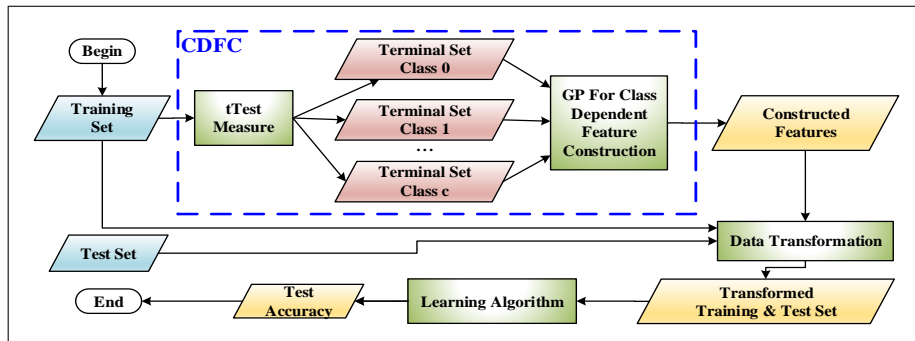 CDFC
Begin
Training
Set
tTest
Measure
Terminal Set
Class 0
Terminal Set
Class 1
...
Terminal Set
Class c
GP For Class
Dependent
Feature
Construction
Constructed
Features
Test Set
Data Transformation
End
Test
Accuracy
Learning Algorithm
Transformed
Training & Test Set